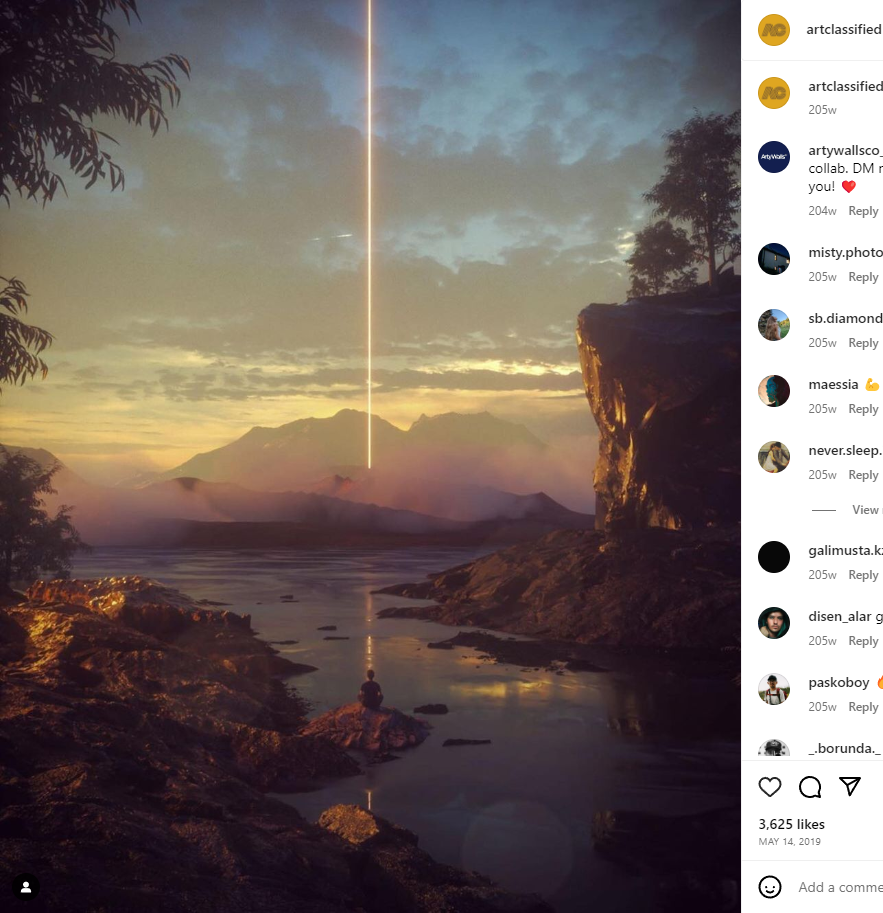 artclassified
artclassified
205w
artywallsco_
collab. DM
you! ❤️
204w Reply
misty.photo
205w Reply
sb.diamond
205w Reply
maessia 💪
205w Reply
never.sleep.
205w Reply
View
galimusta.kz
205w Reply
disen_alar g
205w Reply
paskoboy
205w Reply
_.borunda._
3,625 likes
MAY 14, 2019
Add a comme
ArtyWalls